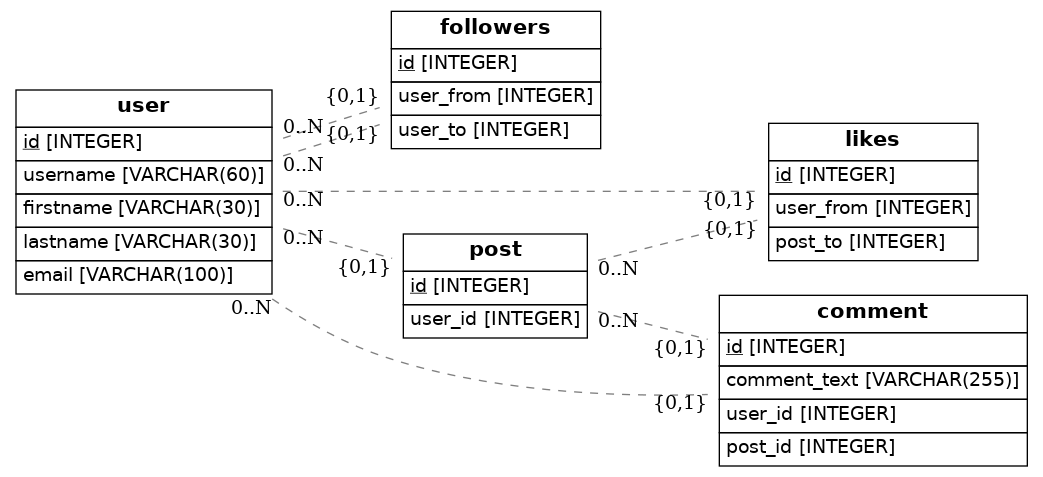 followers
id [INTEGER]
user_from [INTEGER]
user_to [INTEGER]
user
id [INTEGER]
username [VARCHAR(60)]
firstname [VARCHAR(30)]
lastname [VARCHAR(30)]
email [VARCHAR(100)]
{0,1}
0..N
{0,1}
0..N
likes
id [INTEGER]
user_from [INTEGER]
post_to [INTEGER]
0..N
{0,1}
{0,1}
0..N
{0,1}
post
id [INTEGER]
user_id [INTEGER]
0..N
0..N
{0,1}
0..N
{0,1}
comment
id [INTEGER]
comment_text [VARCHAR(255)]
user_id [INTEGER]
post_id [INTEGER]